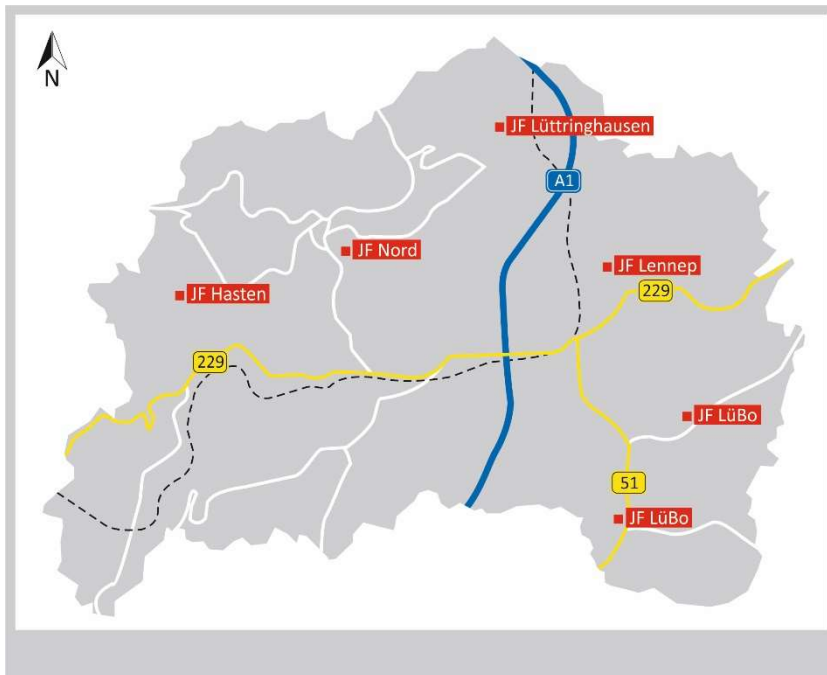 N
JF Lüttringhausen
A1
JF Nord
JF Lennep
JF Hasten
229
229
JF LüBo
51
JF LüBo